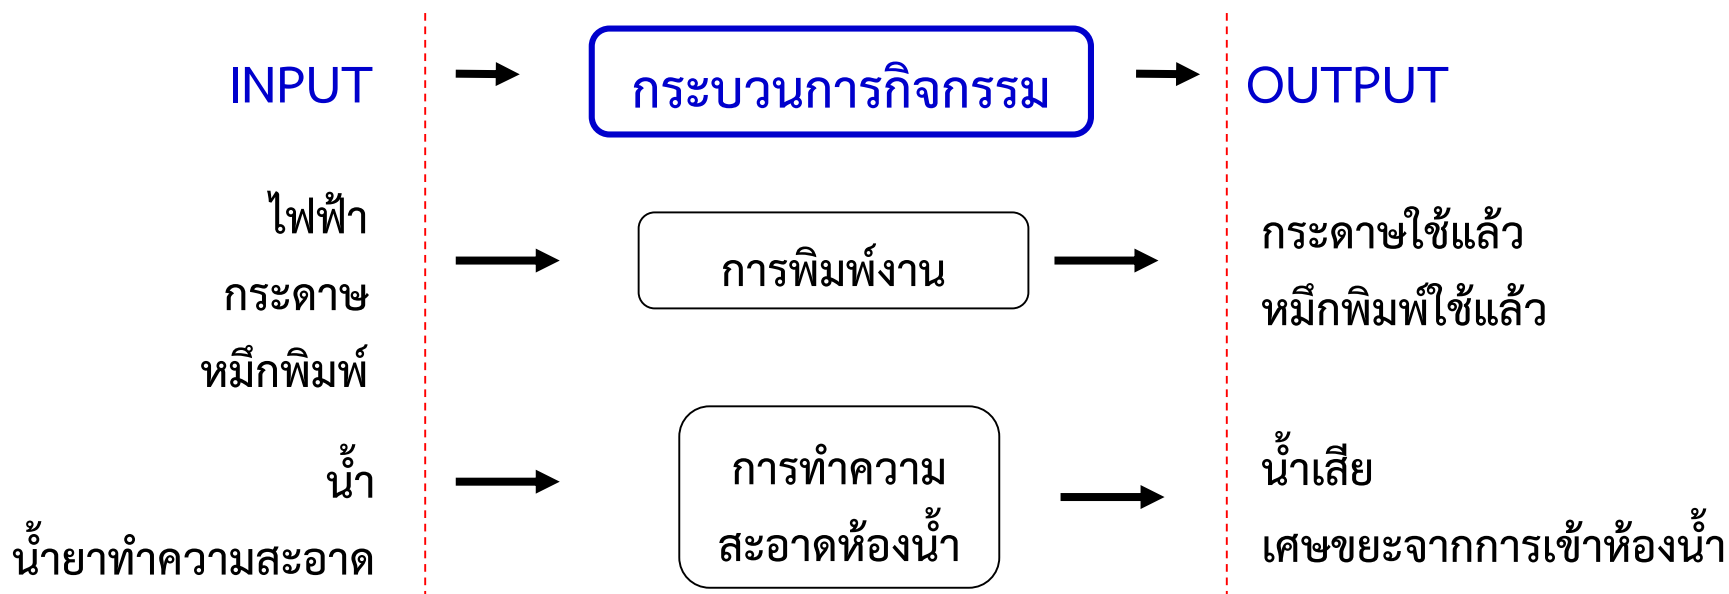 INPUT
กระบวนการกิจกรรม
OUTPUT
ไฟฟ้า
กระดาษ
หมึกพิมพ์
การพิมพ์งาน
กระดาษใช้แล้ว
หมึกพิมพ์ใช้แล้ว
น้ำ
น้ำยาทำความสะอาด
การทำความ
สะอาดห้องน้ำ
น้ำเสีย
เศษขยะจากการเข้าห้องน้ำ